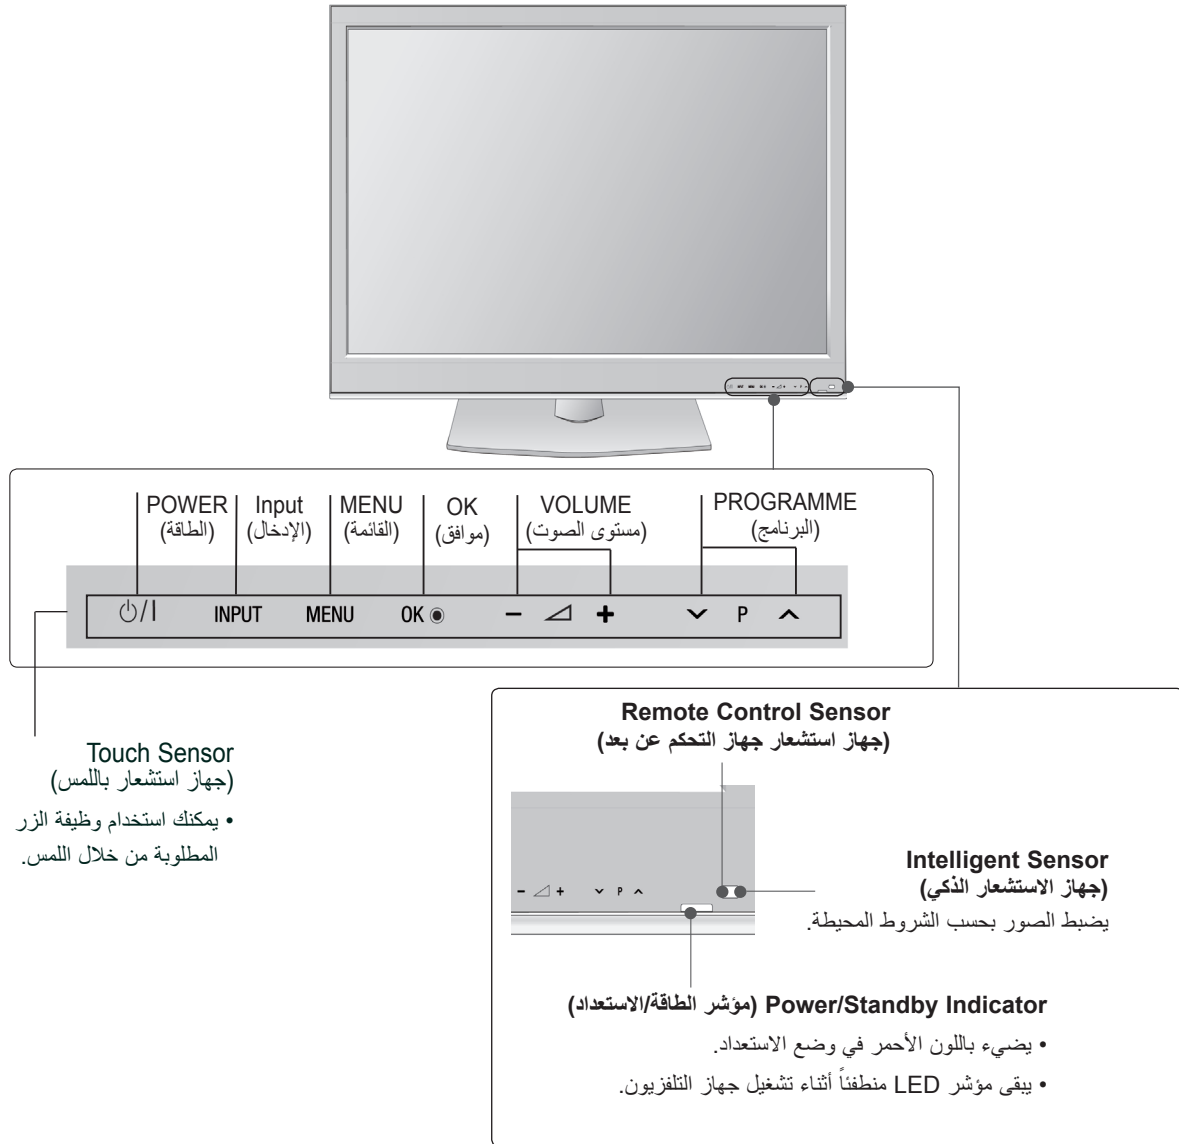 POWER Input MENU OK VOLUME PROGRAMME
(الطاقة) (الإدخال) (القائمة) (موافق) (مستوى الصوت) (البرنامج)
/I INPUT MENU OK − + P
Touch Sensor
(جهاز استشعار باللمس)
• يمكنك استخدام وظيفة الزر
المطلوبة من خلال اللمس.
Remote Control Sensor
(جهاز استشعار جهاز التحكم عن بعد)
− + P
Intelligent Sensor
(جهاز الاستشعار الذكي)
يضبط الصور بحسب الشروط المحيطة.
Power/Standby Indicator (مؤشر الطاقة/الاستعداد)
• يضيء باللون الأحمر في وضع الاستعداد.
• يبقى مؤشر LED منطفئاً أثناء تشغيل جهاز التلفزيون.